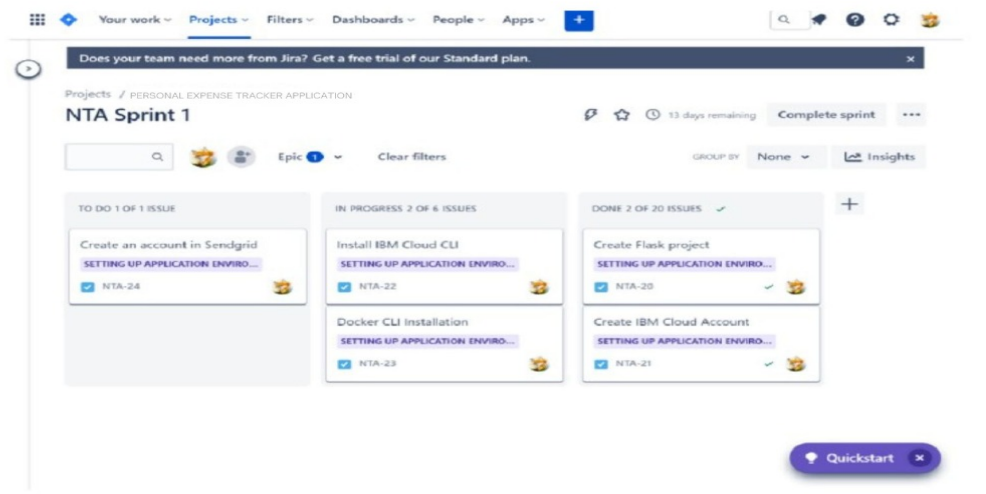 Your work Projects Filters Dashboards People Apps +
Does your team need more from Jira? Get a free trial of our Standard plan.
Projects / PERSONAL EXPENSE TRACKER APPLICATION
NTA Sprint 1
13 days remaining Complete sprint
Epic 1 Clear filters GROUP BY None Insights
TO DO 1 OF 1 ISSUE
Create an account in Sendgrid
SETTING UP APPLICATION ENVIRO...
NTA-24
IN PROGRESS 2 OF 6 ISSUES
Install IBM Cloud CLI
SETTING UP APPLICATION ENVIRO...
NTA-22
Docker CLI Installation
SETTING UP APPLICATION ENVIRO...
NTA-23
DONE 2 OF 20 ISSUES
Create Flask project
SETTING UP APPLICATION ENVIRO...
NTA-20
Create IBM Cloud Account
SETTING UP APPLICATION ENVIRO...
NTA-21
Quickstart